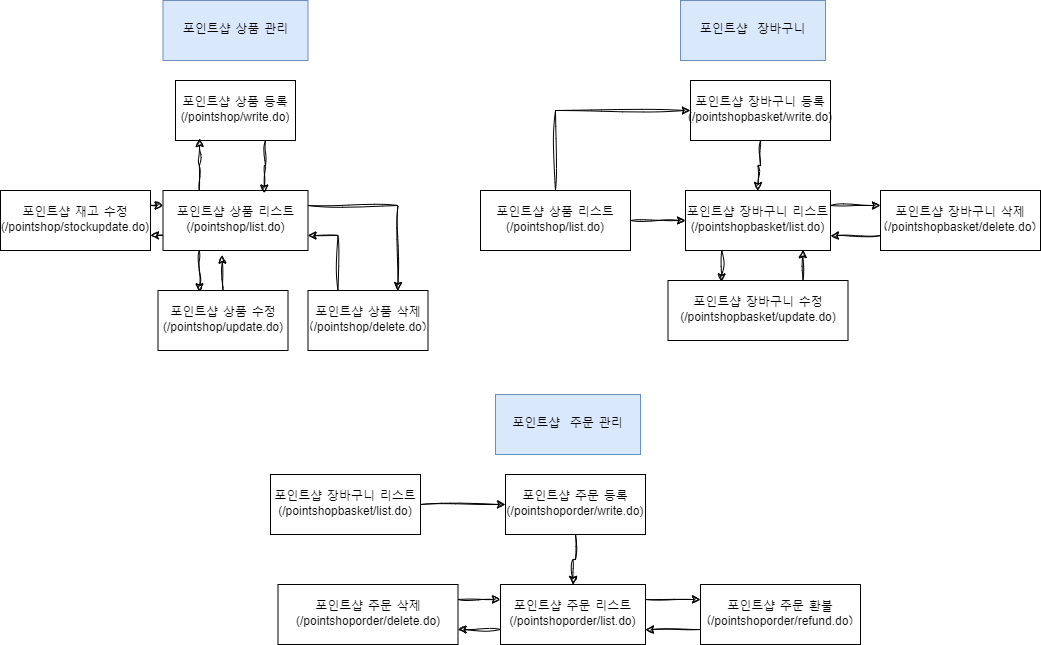 포인트샵 상품 관리
포인트샵 장바구니
포인트샵 상품 등록
(/pointshop/write.do)
포인트샵 장바구니 등록
(/pointshopbasket/write.do)
포인트샵 재고 수정
(/pointshop/stockupdate.do)
포인트샵 상품 리스트
(/pointshop/list.do)
포인트샵 상품 리스트
(/pointshop/list.do)
포인트샵 장바구니 리스트
(/pointshopbasket/list.do)
포인트샵 장바구니 삭제
(/pointshopbasket/delete.do)
포인트샵 상품 수정
(/pointshop/update.do)
포인트샵 상품 삭제
(/pointshop/delete.do)
포인트샵 장바구니 수정
(/pointshopbasket/update.do)
포인트샵 주문 관리
포인트샵 장바구니 리스트
(/pointshopbasket/list.do)
포인트샵 주문 등록
(/pointshoporder/write.do)
포인트샵 주문 삭제
(/pointshoporder/delete.do)
포인트샵 주문 리스트
(/pointshoporder/list.do)
포인트샵 주문 환불
(/pointshoporder/refund.do)